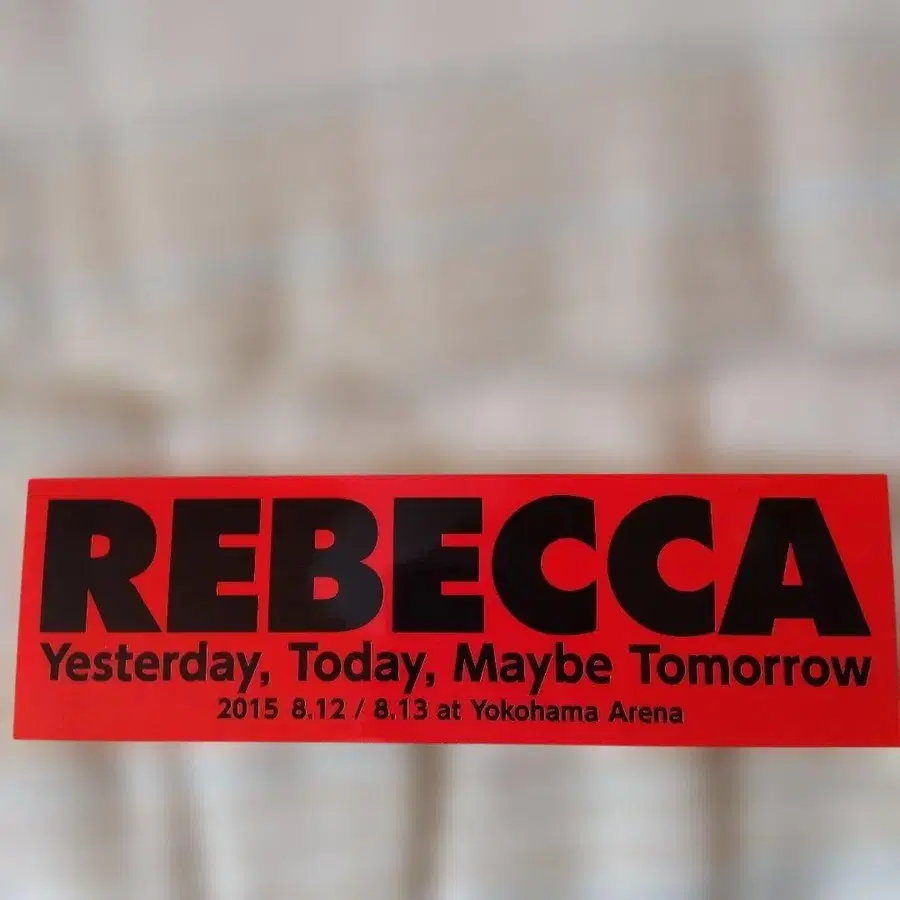 REBECCA
Yesterday, Today, Maybe Tomorrow
2015 8.12 / 8.13 at Yokohama Arena